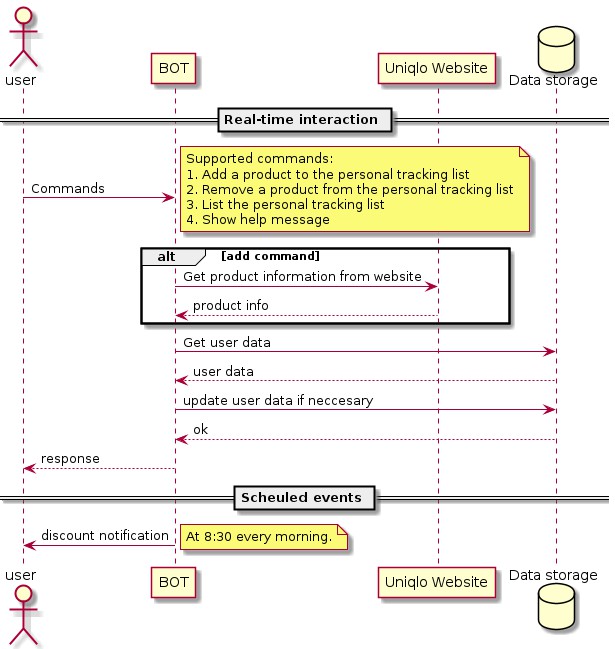 user
BOT
Uniqlo Website
Data storage
Real-time interaction
Supported commands:
1. Add a product to the personal tracking list
2. Remove a product from the personal tracking list
3. List the personal tracking list
4. Show help message
Commands
alt
[add command]
Get product information from website
product info
Get user data
user data
update user data if neccesary
ok
response
Scheuled events
discount notification
At 8:30 every morning.
user
BOT
Uniqlo Website
Data storage